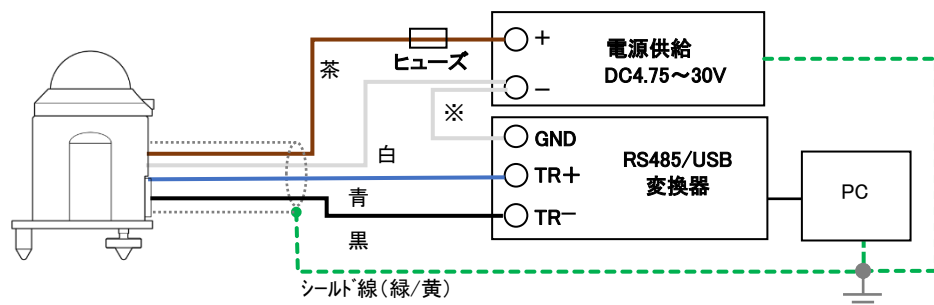 +
電源供給
DC4.75～30V
ヒューズ
茶
－
※
GND
白
RS485/USB
変換器
TR+
青
PC
TR－
黒
シールド線(緑/黄)